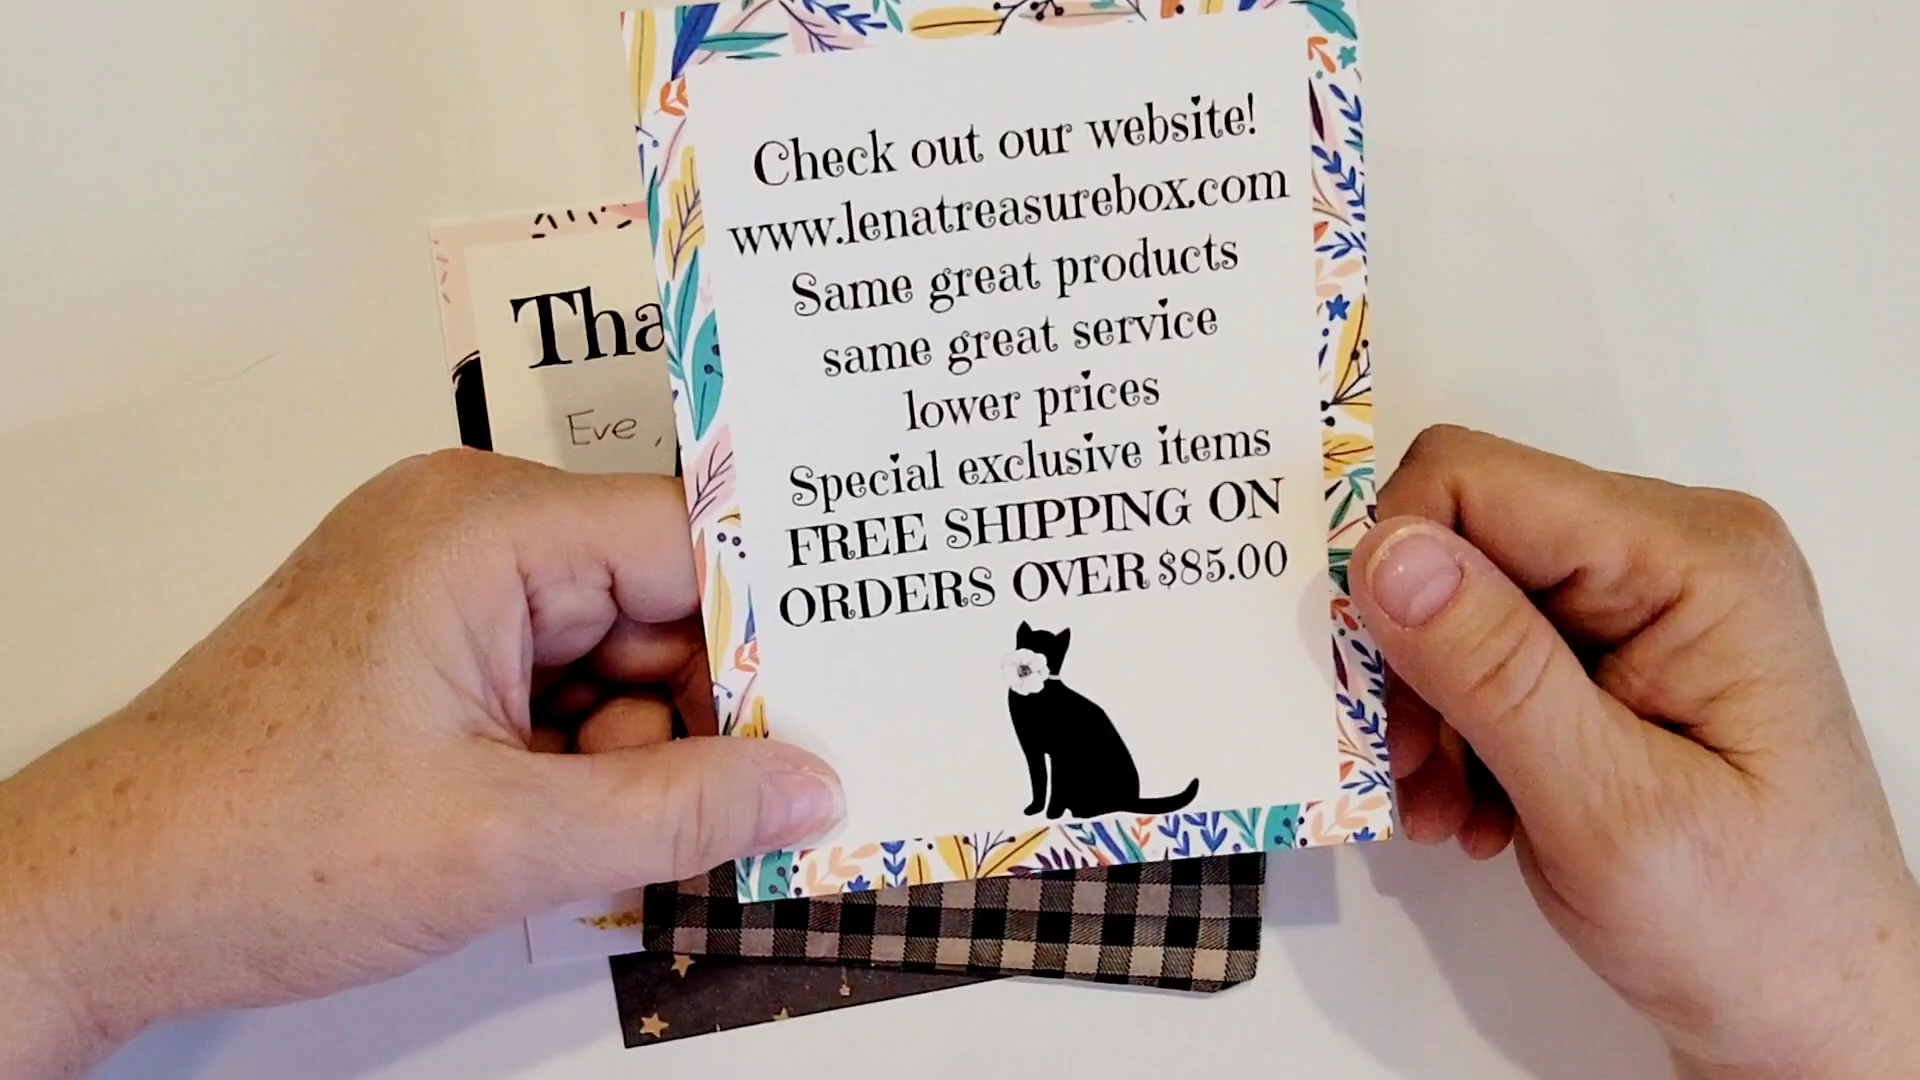 Check out our website!
www.lenatreasurebox.com
Same great products
same great service
lower prices
Special exclusive items
FREE SHIPPING ON
ORDERS OVER $85.00
Tha
Eve,